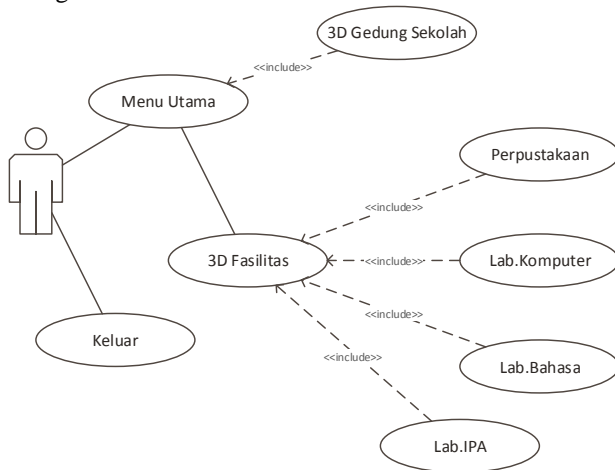 3D Gedung Sekolah
<<include>>
Menu Utama
Perpustakaan
<<include>>
3D Fasilitas
<<include>>
Lab.Komputer
<<include>>
Keluar
<<include>>
Lab.Bahasa
Lab.IPA